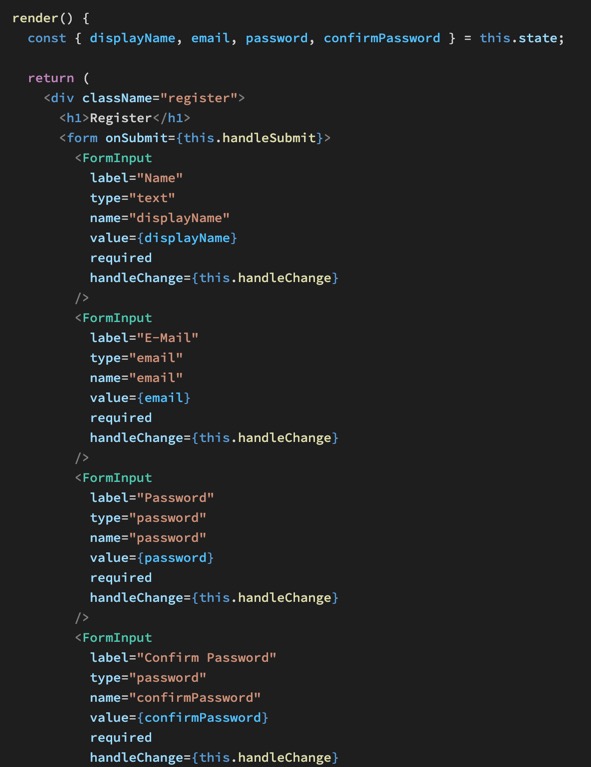 render() {
const { displayName, email, password, confirmPassword } = this.state;
return (
<div className="register">
<h1>Register</h1>
<form onSubmit={this.handleSubmit}>
<FormInput
label="Name"
type="text"
name="displayName"
value={displayName}
required
handleChange={this.handleChange}
/>
<FormInput
label="E-Mail"
type="email"
name="email"
value={email}
required
handleChange={this.handleChange}
/>
<FormInput
label="Password"
type="password"
name="password"
value={password}
required
handleChange={this.handleChange}
/>
<FormInput
label="Confirm Password"
type="password"
name="confirmPassword"
value={confirmPassword}
required
handleChange={this.handleChange}